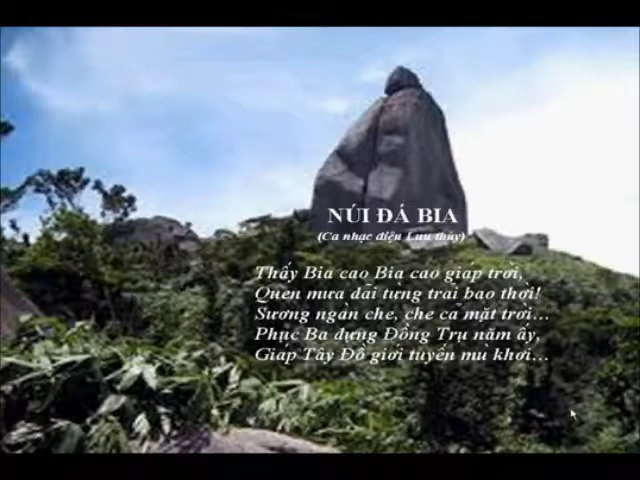 NÚI ĐÁ BIA
(Ca nhạc điệu Lưu thủy)
Thấy Bia cao Bia cao giáp trời,
Quen mưa dãi từng trải bao thời!
Sương ngàn che, che cả mặt trời...
Phục Ba dựng Đồng Trụ năm ấy,
Giáp Tây Đồ giới tuyến mù khơi...